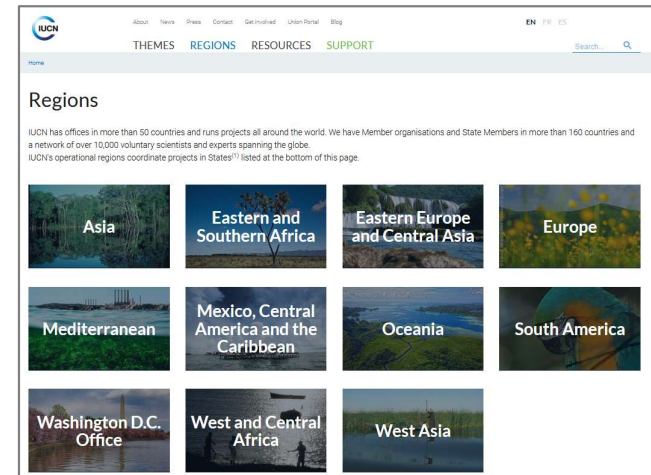 IUCN
About News Press Contact Get involved Union Portal Blog
EN FR ES
THEMES REGIONS RESOURCES SUPPORT
Search...
Home
Regions
IUCN has offices in more than 50 countries and runs projects all around the world. We have Member organisations and State Members in more than 160 countries and
a network of over 10,000 voluntary scientists and experts spanning the globe.
IUCN's operational regions coordinate projects in States(1) listed at the bottom of this page.
Asia
Eastern and
Southern Africa
Eastern Europe
and Central Asia
Europe
Mediterranean
Mexico, Central
America and the
Caribbean
Oceania
South America
Washington D.C.
Office
West and Central
Africa
West Asia